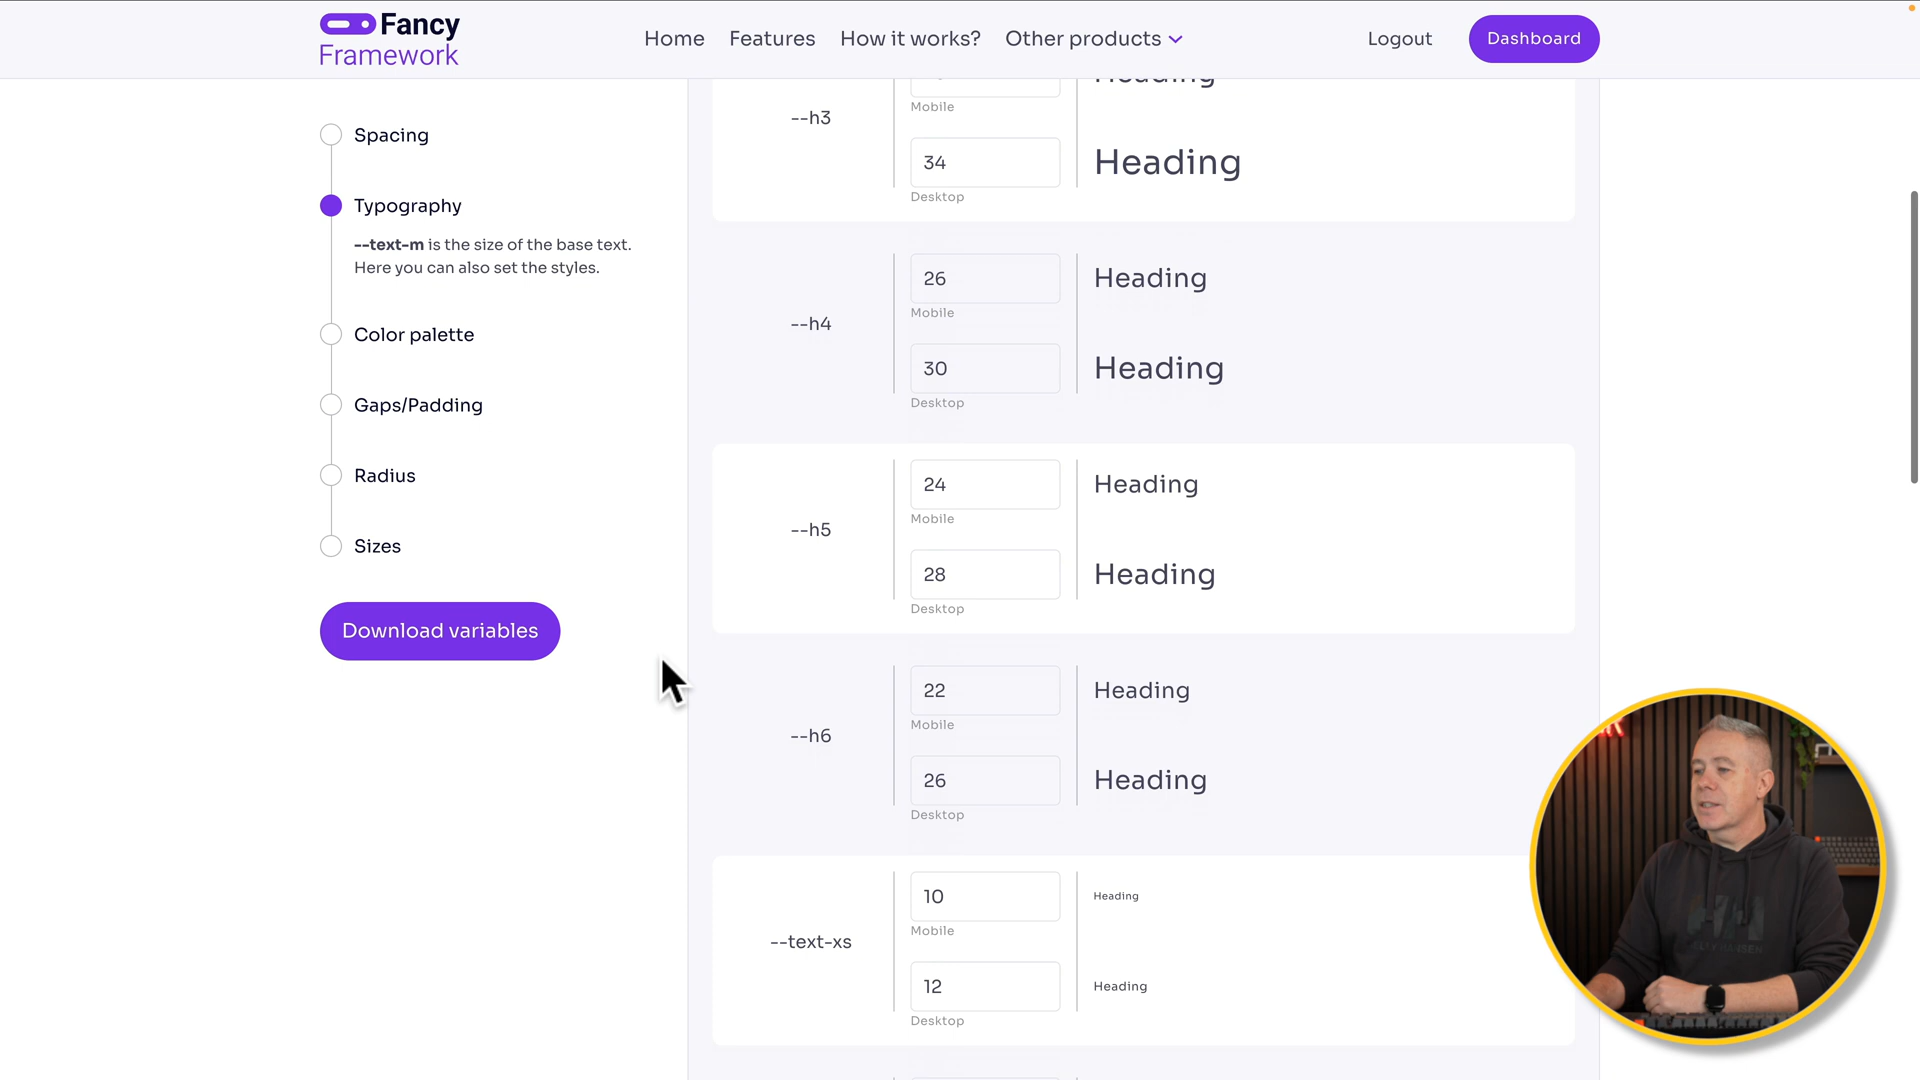 Fancy
Framework
Home
Features
How it works?
Other products
Logout
Dashboard
Spacing
Typography
--text-m is the size of the base text.
Here you can also set the styles.
Color palette
Gaps/Padding
Radius
Sizes
Download variables
Heading
Mobile
--h3
34
Heading
Desktop
26
Heading
Mobile
--h4
30
Heading
Desktop
24
Heading
Mobile
--h5
28
Heading
Desktop
22
Heading
Mobile
--h6
26
Heading
Desktop
10
Heading
Mobile
--text-xs
12
Heading
Desktop